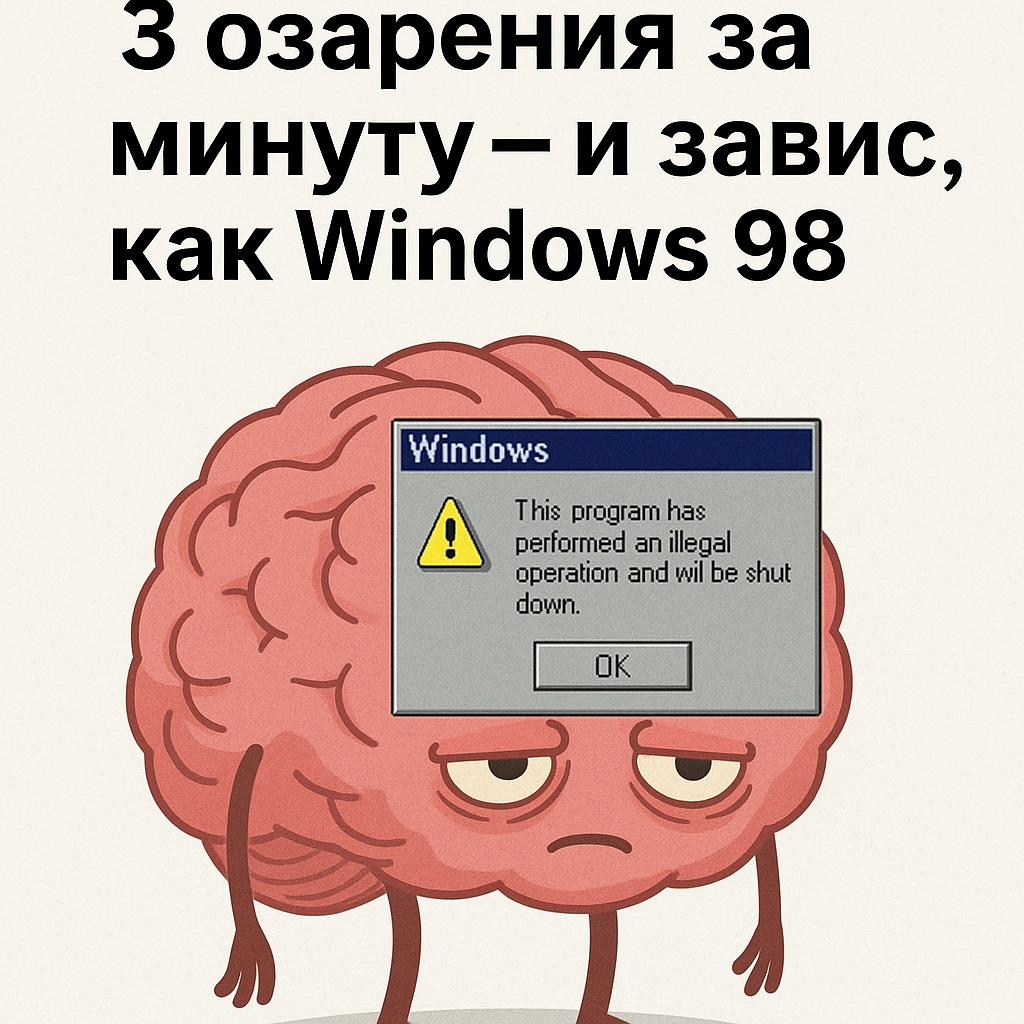 3 озарения за
минуту – и завис,
как Windows 98
Windows
This program has
performed an illegal
operation and wil be shut
down.
OK